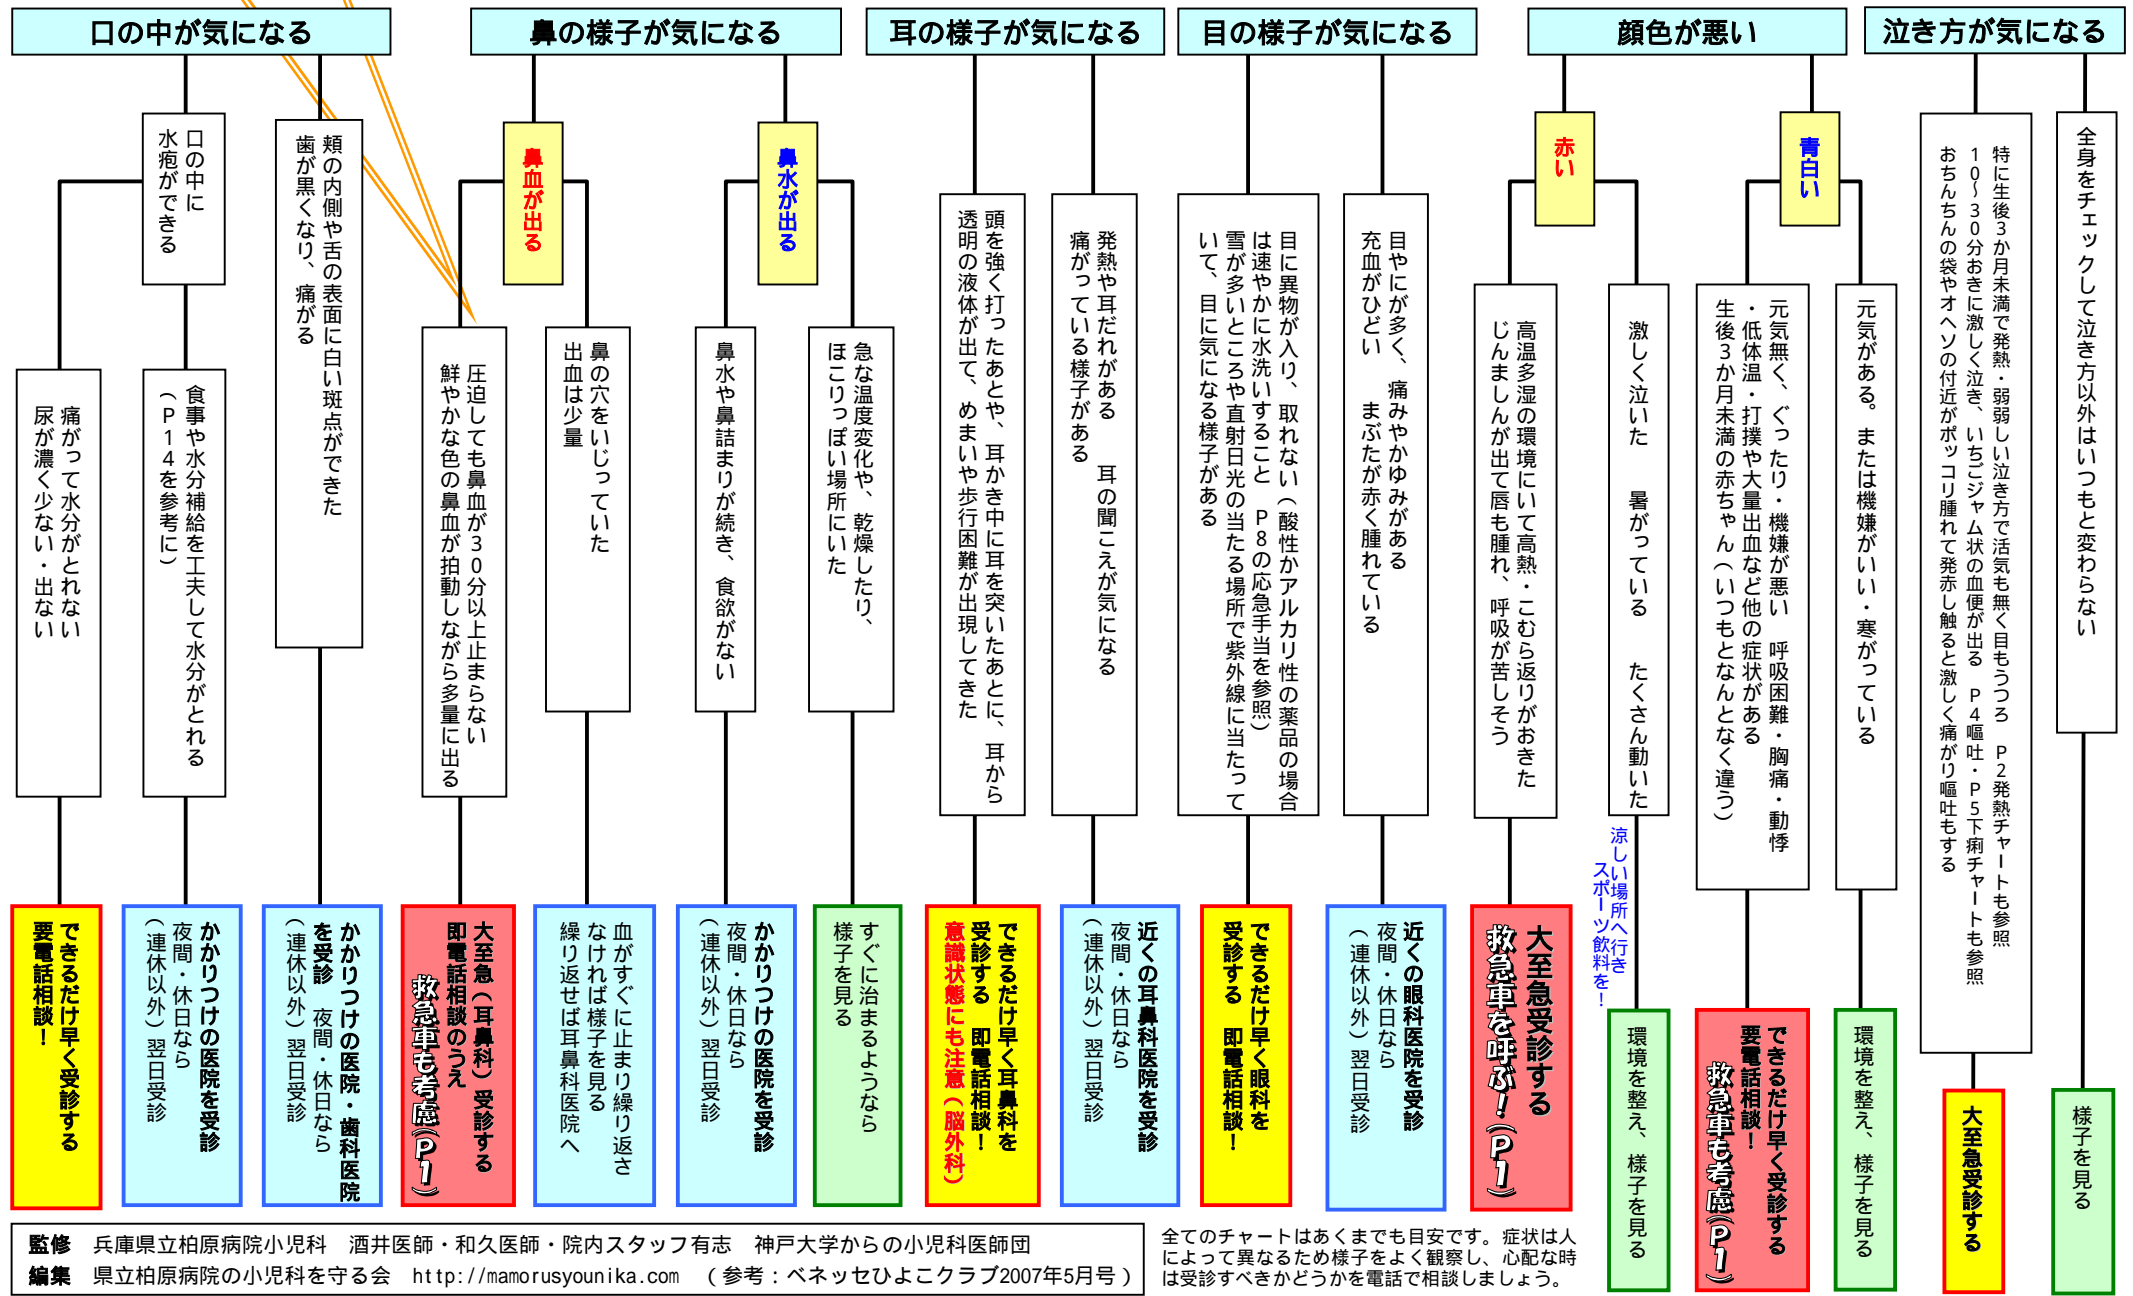 口の中が気になる
口の中に
水疱ができる
痛がって水分がとれない
尿が濃く少ない・出ない
できるだけ早く受診する
要電話相談！
食事や水分補給を工夫して水分がとれる
（Ｐ１４を参考に）
かかりつけの医院を受診
夜間・休日なら
（連休以外）翌日受診
頬の内側や舌の表面に白い斑点ができた
歯が黒くなり、痛がる
かかりつけの医院・歯科医院
を受診　夜間・休日なら
（連休以外）翌日受診
鼻の様子が気になる
鼻血が出る
圧迫しても鼻血が３０分以上止まらない
鮮やかな色の鼻血が拍動しながら多量に出る
大至急（耳鼻科）受診する
即電話相談のうえ
救急車も考慮(P1)
鼻の穴をいじっていた
出血は少量
血がすぐに止まり繰り返さ
なければ様子を見る
繰り返せば耳鼻科医院へ
鼻水が出る
鼻水や鼻詰まりが続き、食欲がない
かかりつけの医院を受診
夜間・休日なら
（連休以外）翌日受診
急な温度変化や、乾燥したり、
ほこりっぽい場所にいた
すぐに治まるようなら
様子を見る
耳の様子が気になる
頭を強く打ったあとや、耳かき中に耳を突いたあとに、耳から
透明の液体が出て、めまいや歩行困難が出現してきた
できるだけ早く耳鼻科を
受診する　即電話相談！
意識状態にも注意（脳外科）
発熱や耳だれがある　耳の聞こえが気になる
痛がっている様子がある
近くの耳鼻科医院を受診
夜間・休日なら
（連休以外）翌日受診
目の様子が気になる
目に異物が入り、取れない（酸性かアルカリ性の薬品の場合
は速やかに水洗いすること　Ｐ８の応急手当を参照）
雪が多いところや直射日光の当たる場所で紫外線に当たって
いて、目に気になる様子がある
できるだけ早く眼科を
受診する　即電話相談！
目やにが多く、痛みやかゆみがある
充血がひどい　まぶたが赤く腫れている
近くの眼科医院を受診
夜間・休日なら
（連休以外）翌日受診
顔色が悪い
赤い
高温多湿の環境にいて高熱・こむら返りがおきた
じんましんが出て唇も腫れ、呼吸が苦しそう
大至急受診する
救急車を呼ぶ！(P1)
激しく泣いた　暑がっている　たくさん動いた
涼しい場所へ行き
スポーツ飲料を！
環境を整え、様子を見る
青白い
元気無く、ぐったり・機嫌が悪い　呼吸困難・胸痛・動悸
・低体温・打撲や大量出血など他の症状がある
生後３か月未満の赤ちゃん（いつもとなんとなく違う）
できるだけ早く受診する
要電話相談！
救急車も考慮(P1)
元気がある。または機嫌がいい・寒がっている
環境を整え、様子を見る
泣き方が気になる
特に生後３か月未満で発熱・弱弱しい泣き方で活気も無く目もうつろ　Ｐ２発熱チャートも参照
１０～３０分おきに激しく泣き、いちごジャム状の血便が出る　Ｐ４嘔吐・Ｐ５下痢チャートも参照
おちんちんの袋やオヘソの付近がポッコリ腫れて発赤し触ると激しく痛がり嘔吐もする
大至急受診する
全身をチェックして泣き方以外はいつもと変わらない
様子を見る
監修　兵庫県立柏原病院小児科　酒井医師・和久医師・院内スタッフ有志　神戸大学からの小児科医師団
編集　県立柏原病院の小児科を守る会　http://mamorusyounika.com　（参考：ベネッセひよこクラブ2007年5月号）
全てのチャートはあくまでも目安です。症状は人
によって異なるため様子をよく観察し、心配な時
は受診すべきかどうかを電話で相談しましょう。